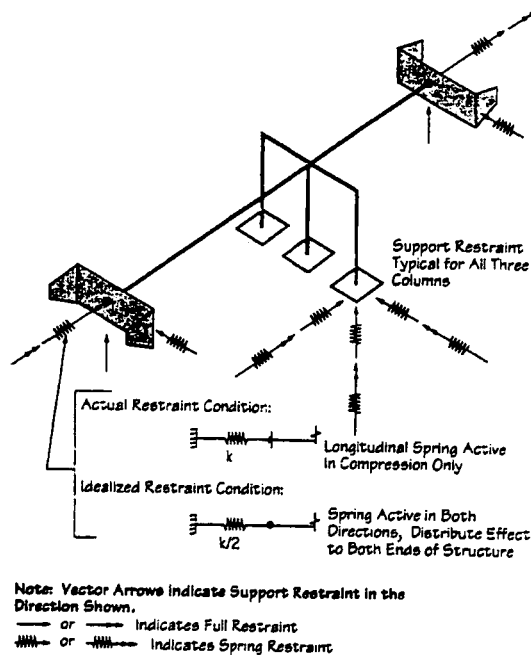 Support Restraint
Typical for All Three
Columns
Actual Restraint Condition:
k
Longitudinal Spring Active
in Compression Only
Idealized Restraint Condition:
k/2
Spring Active in Both
Directions, Distribute Effect
to Both Ends of Structure
Note: Vector Arrows Indicate Support Restraint in the
Direction Shown.
or Indicates Full Restraint
or Indicates Spring Restraint